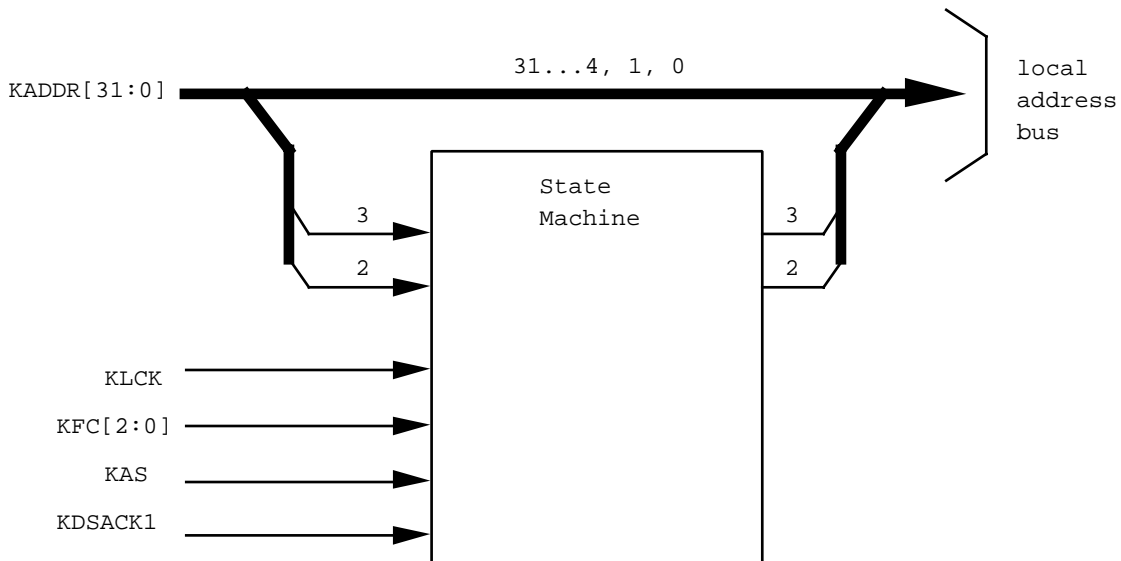 31...4, 1, 0
KADDR[31:0]
local
address
bus
State
Machine
3
3
2
2
KLCK
KFC[2:0]
KAS
KDSACK1